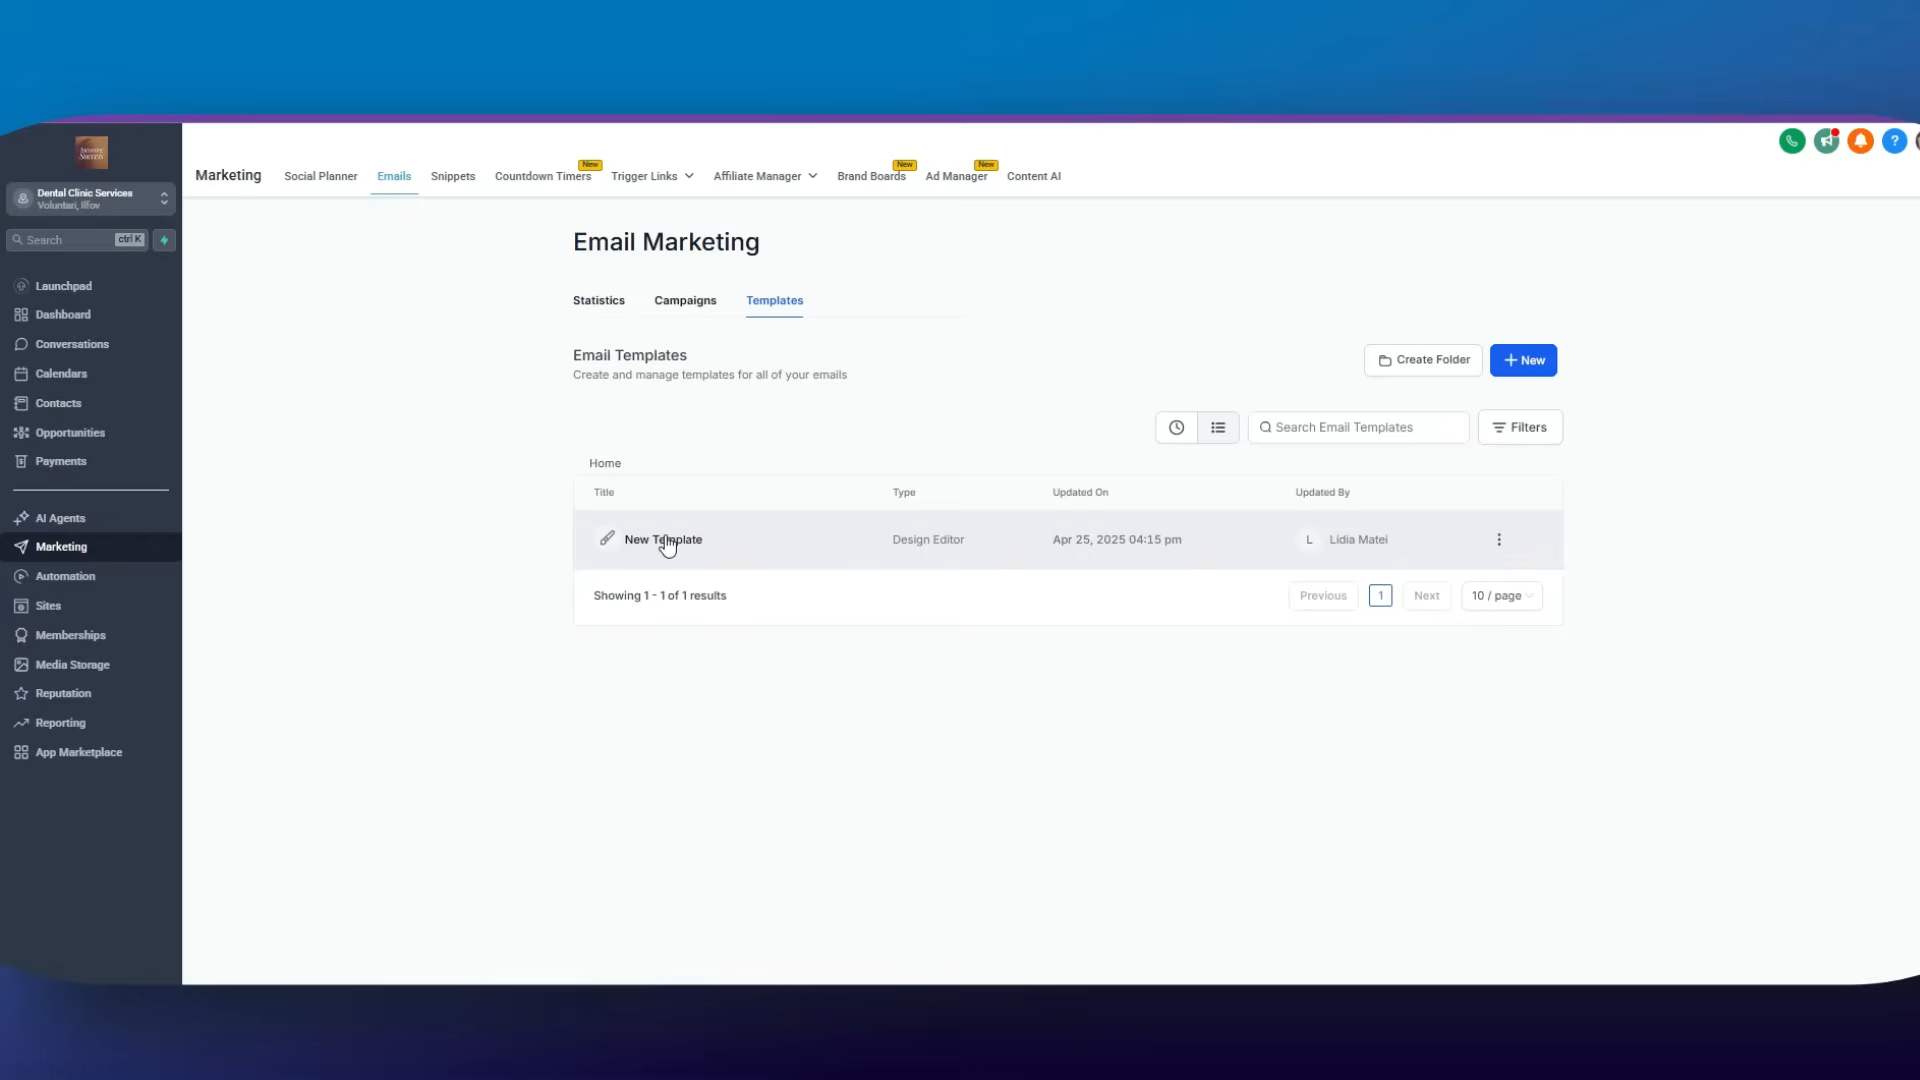 Marketing
Social Planner
Emails
Snippets
Countdown Timers
New
Trigger Links
Affiliate Manager
Brand Boards
New
Ad Manager
New
Content AI
?
Dental Clinic Services
Voluntari, Ilfov
Search
ctrl K
Launchpad
Dashboard
Conversations
Calendars
Contacts
Opportunities
Payments
AI Agents
Marketing
Automation
Sites
Memberships
Media Storage
Reputation
Reporting
App Marketplace
Email Marketing
Statistics
Campaigns
Templates
Email Templates
Create and manage templates for all of your emails
Create Folder
+ New
Search Email Templates
Filters
Home
Title
Type
Updated On
Updated By
New Template
Design Editor
Apr 25, 2025 04:15 pm
L
Lidia Matei
Showing 1 - 1 of 1 results
Previous
1
Next
10 / page